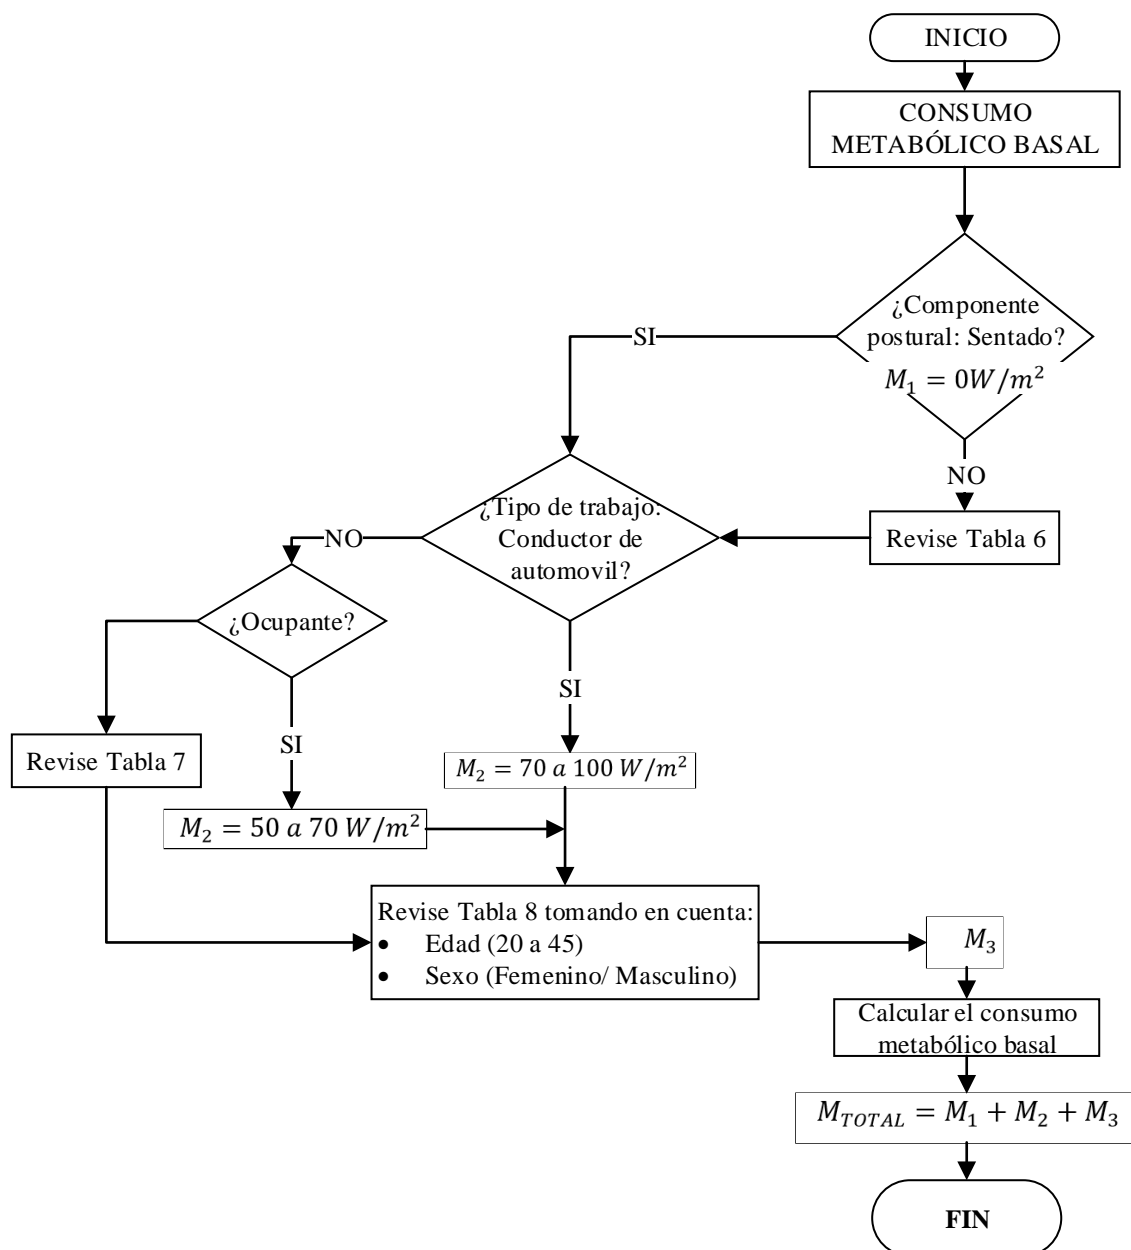 INICIO
CONSUMO
METABÓLICO BASAL
¿Componente
postural: Sentado?
M₁ = 0W/m²
SI
NO
Revise Tabla 6
¿Tipo de trabajo:
Conductor de
automovil?
NO
¿Ocupante?
SI
SI
Revise Tabla 7
M₂ = 70 a 100 W/m²
M₂ = 50 a 70 W/m²
Revise Tabla 8 tomando en cuenta:
• Edad (20 a 45)
• Sexo (Femenino/ Masculino)
M₃
Calcular el consumo
metabólico basal
M_TOTAL = M₁ + M₂ + M₃
FIN